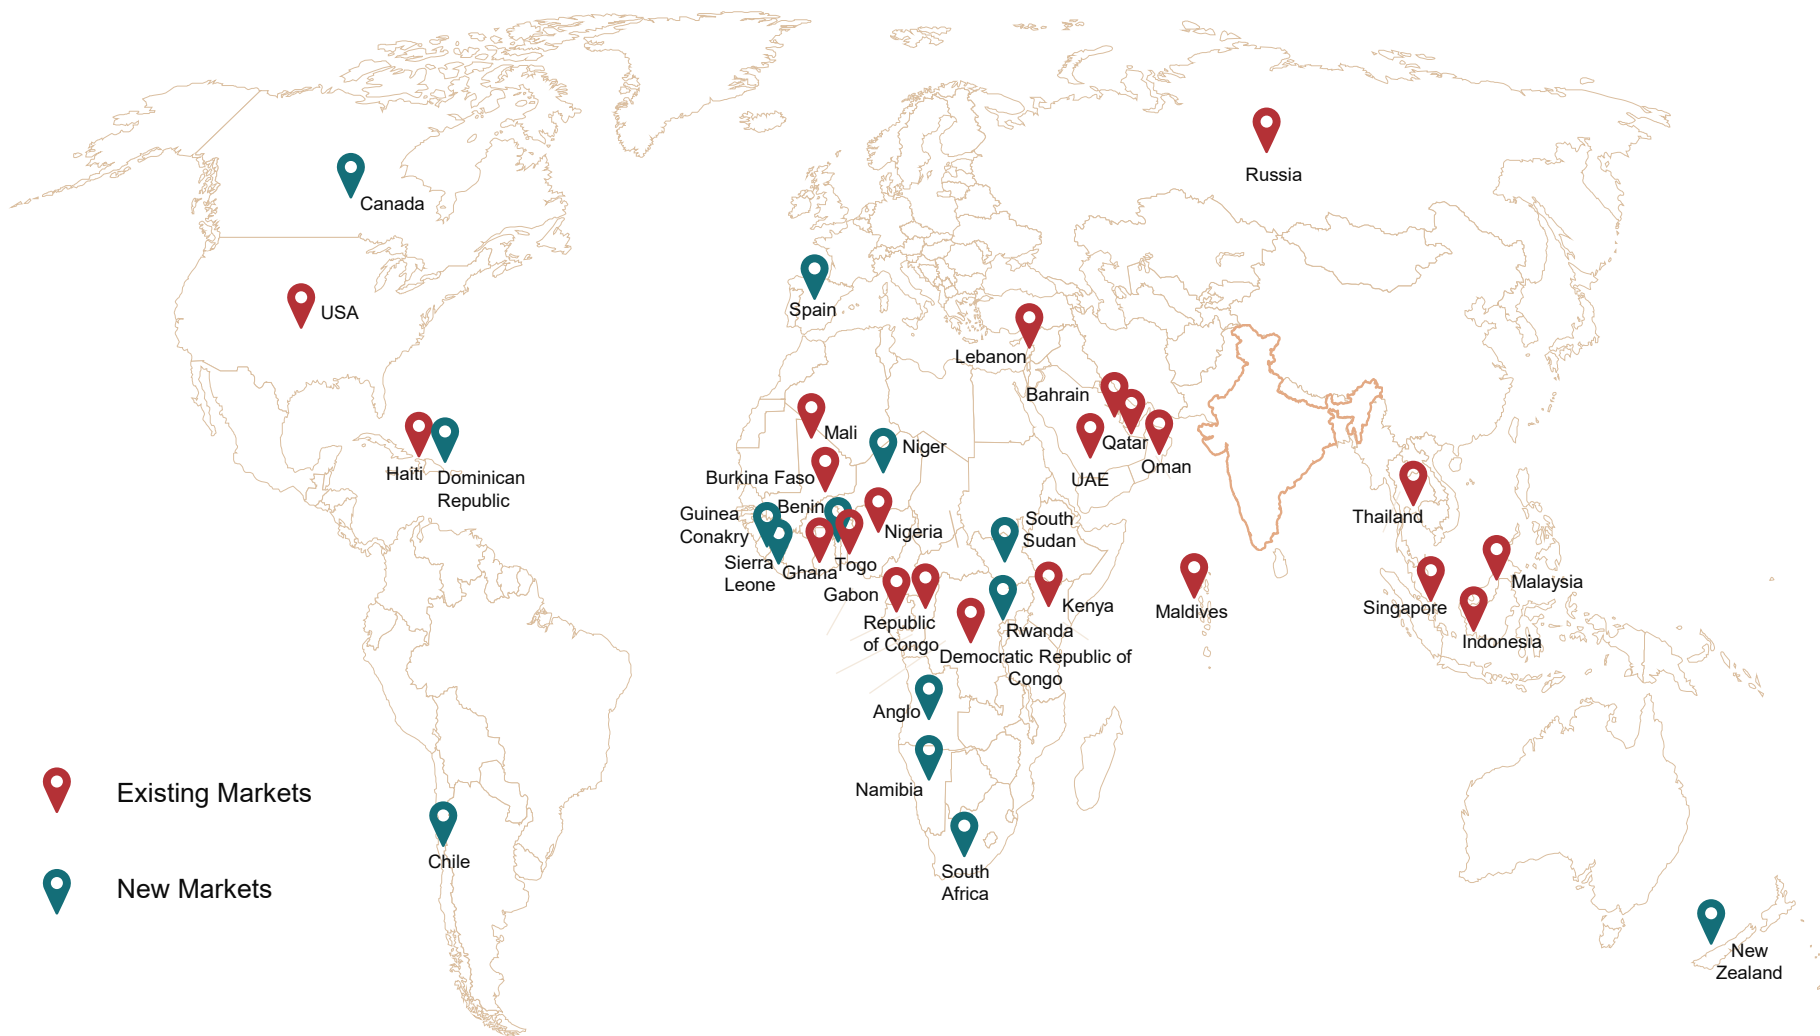 Russia
Canada
Spain
USA
Lebanon
Bahrain
Mali
Niger
Qatar
Oman
Haiti
Dominican
Republic
Burkina Faso
UAE
Thailand
Benin
Guinea
Conakry
Nigeria
South
Sudan
Sierra
Leone
Ghana
Togo
Gabon
Kenya
Maldives
Malaysia
Singapore
Indonesia
Republic
of Congo
Rwanda
Democratic Republic of
Congo
Anglo
Namibia
Existing Markets
Chile
South
Africa
New Markets
New
Zealand